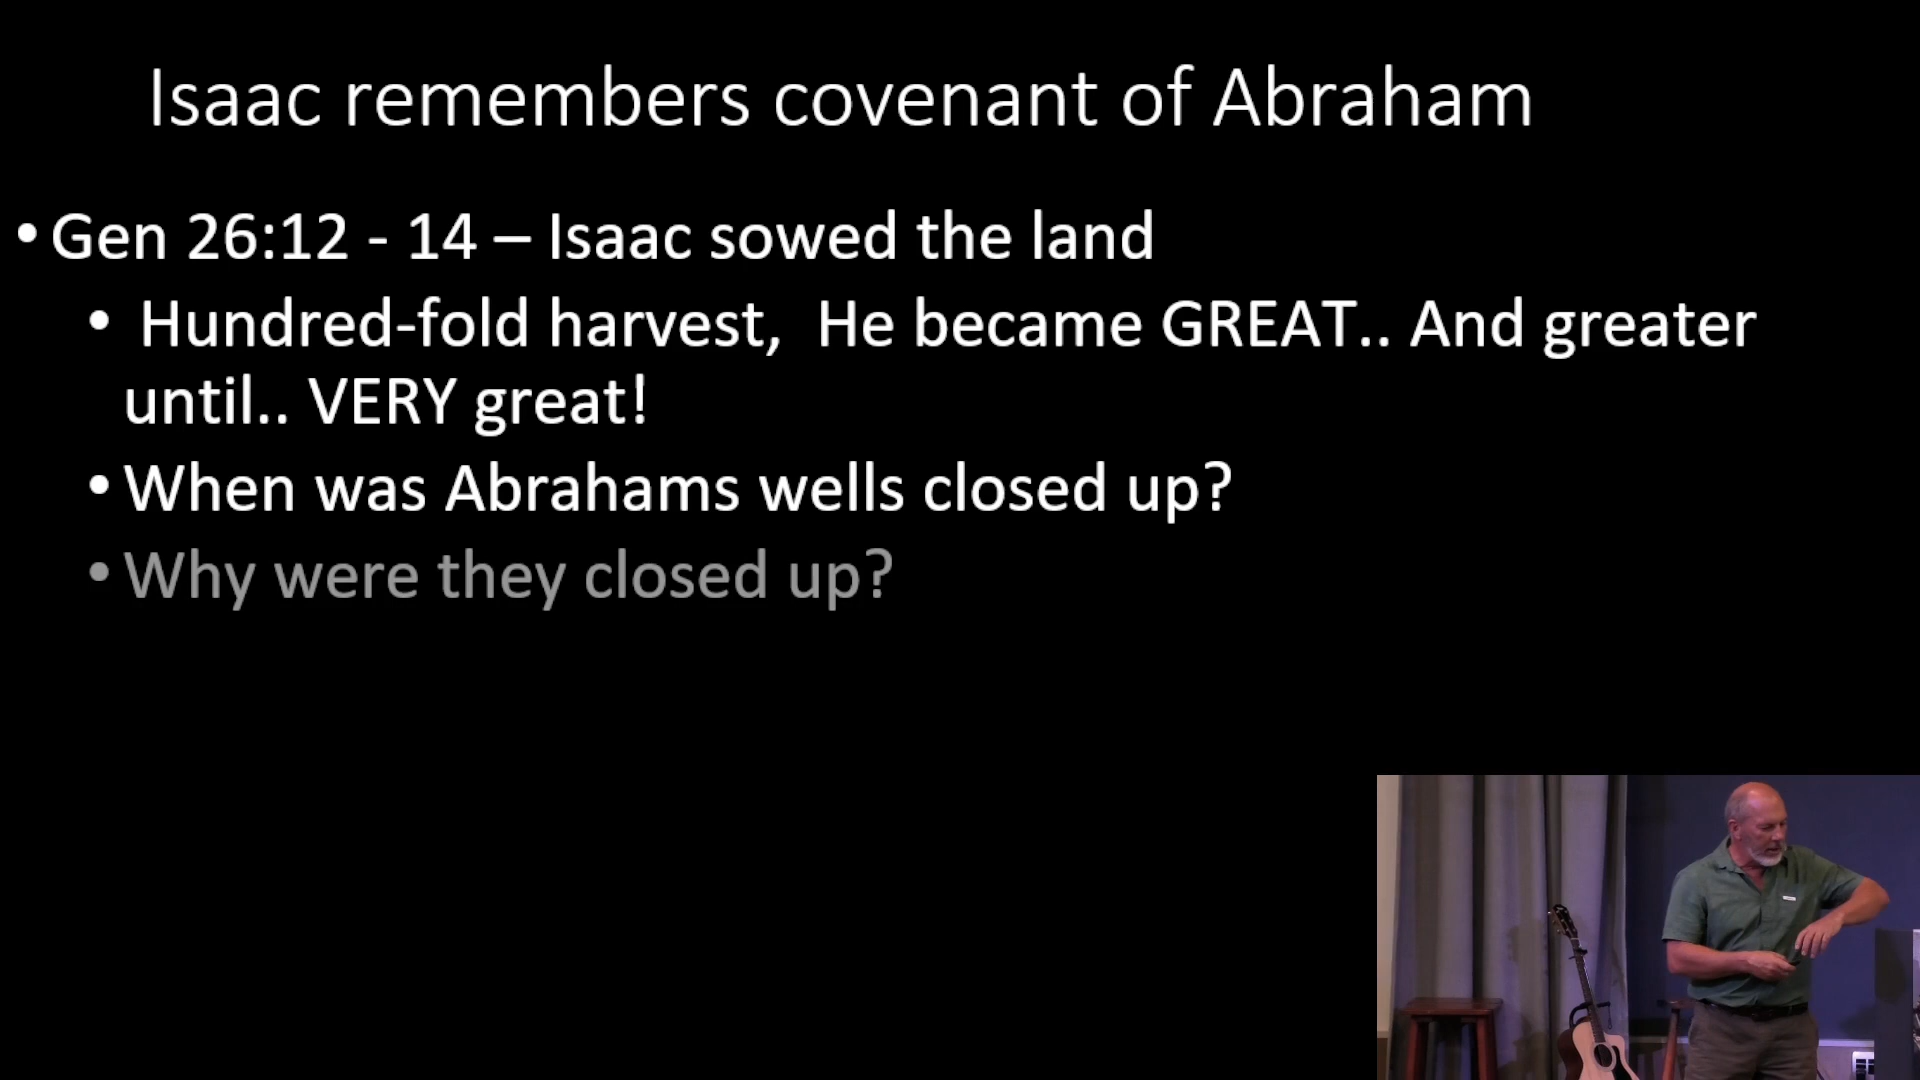 Isaac remembers covenant of Abraham
• Gen 26:12 - 14 – Isaac sowed the land
• Hundred-fold harvest,  He became GREAT.. And greater
until.. VERY great!
• When was Abrahams wells closed up?
• Why were they closed up?